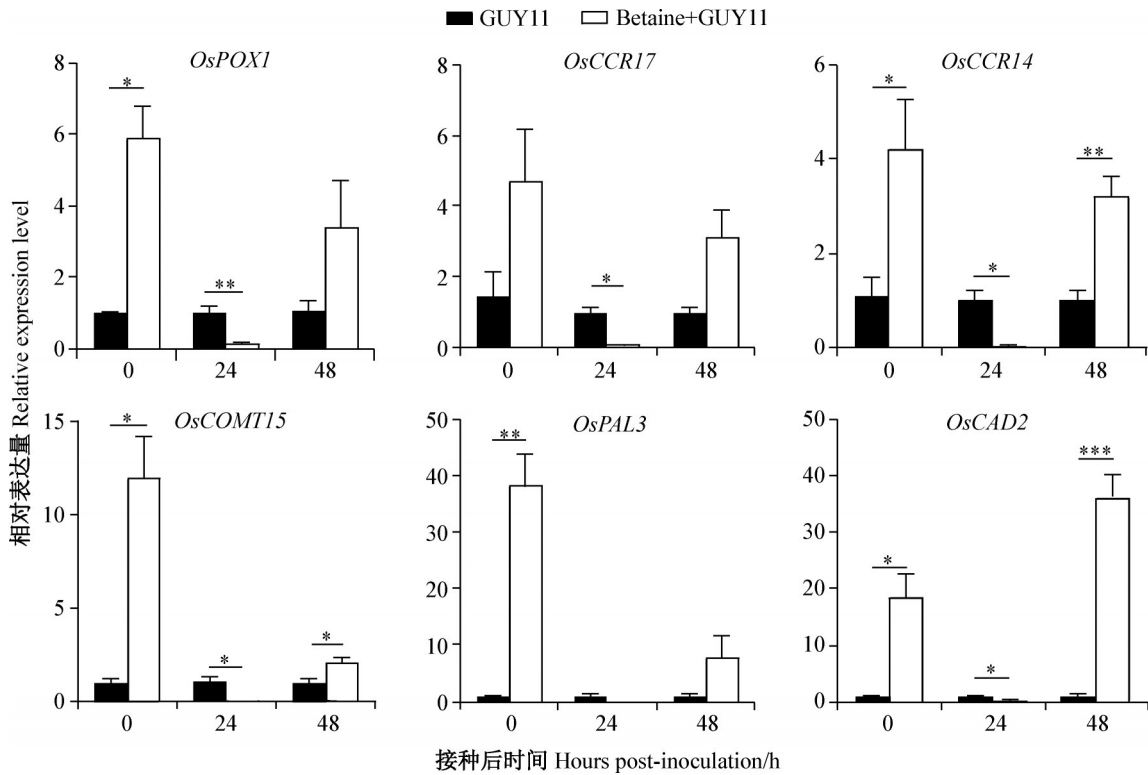 GUY11 Betaine+GUY11
OsPOX1 OsCCR17 OsCCR14
8 8 6
* *
6 6 **
4
4 4
** * * 2
2 2
0 0 0
0 24 48 0 24 48 0 24 48
相对表达量 Relative expression level
OsCOMT15 OsPAL3 OsCAD2
15 50 50
* ** ***
40 40
10
30 30
* 20 20
5
* * 10 10 *
0 0 0
0 24 48 0 24 48 0 24 48
接种后时间 Hours post-inoculation/h